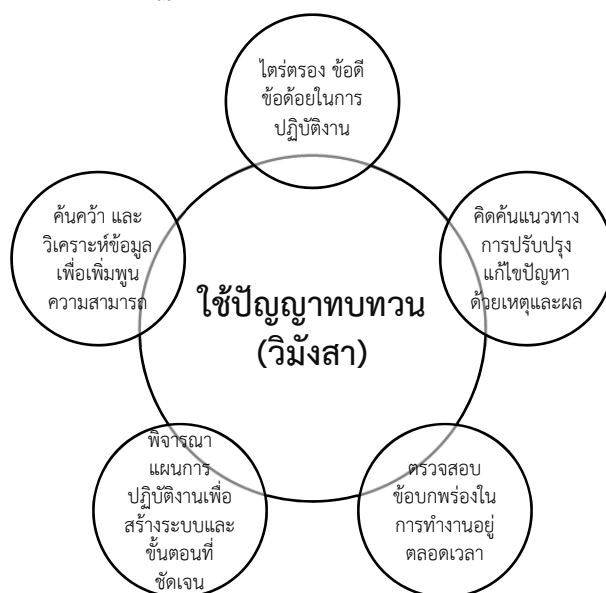 ไตร่ตรอง ข้อดี
ข้อด้อยในการ
ปฏิบัติงาน
ค้นคว้า และ
วิเคราะห์ข้อมูล
เพื่อเพิ่มพูน
ความสามารถ
คิดค้นแนวทาง
การปรับปรุง
แก้ไขปัญหา
ด้วยเหตุและผล
ใช้ปัญญาทบทวน
(วิมังสา)
พิจารณา
แผนการ
ปฏิบัติงานเพื่อ
สร้างระบบและ
ขั้นตอนที่
ชัดเจน
ตรวจสอบ
ข้อบกพร่องใน
การทำงานอยู่
ตลอดเวลา